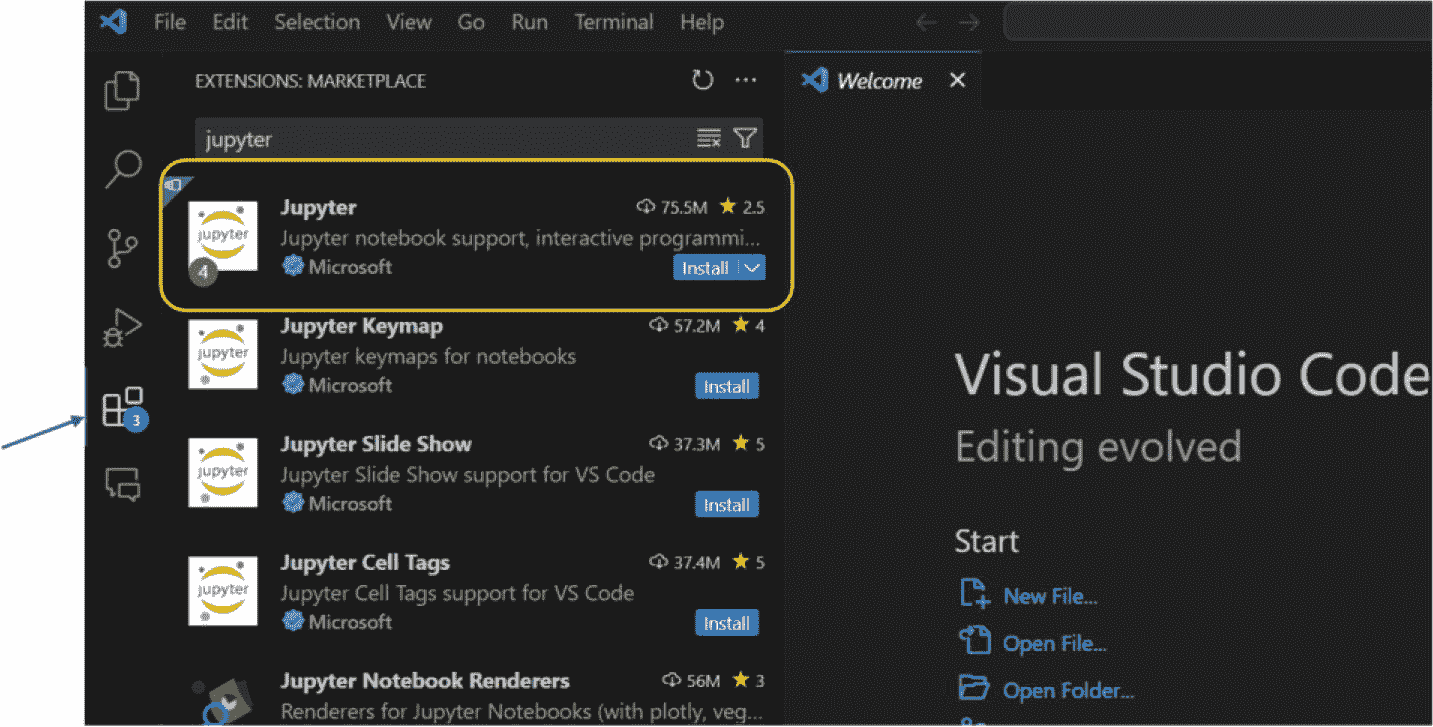 File Edit Selection View Go Run Terminal Help
EXTENSIONS: MARKETPLACE
Welcome
jupyter
Jupyter 75.5M 2.5
jupyter
Jupyter notebook support, interactive programmi...
4
Microsoft
Install
Jupyter Keymap 57.2M 4
jupyter
Jupyter keymaps for notebooks
Microsoft
Install
3
Jupyter Slide Show 37.3M 5
jupyter
Jupyter Slide Show support for VS Code
Microsoft
Install
Jupyter Cell Tags 37.4M 5
jupyter
Jupyter Cell Tags support for VS Code
Microsoft
Install
Jupyter Notebook Renderers 56M 3
Renderers for Jupyter Notebooks (with plotly, veg...
Visual Studio Code
Editing evolved
Start
New File...
Open File...
Open Folder...